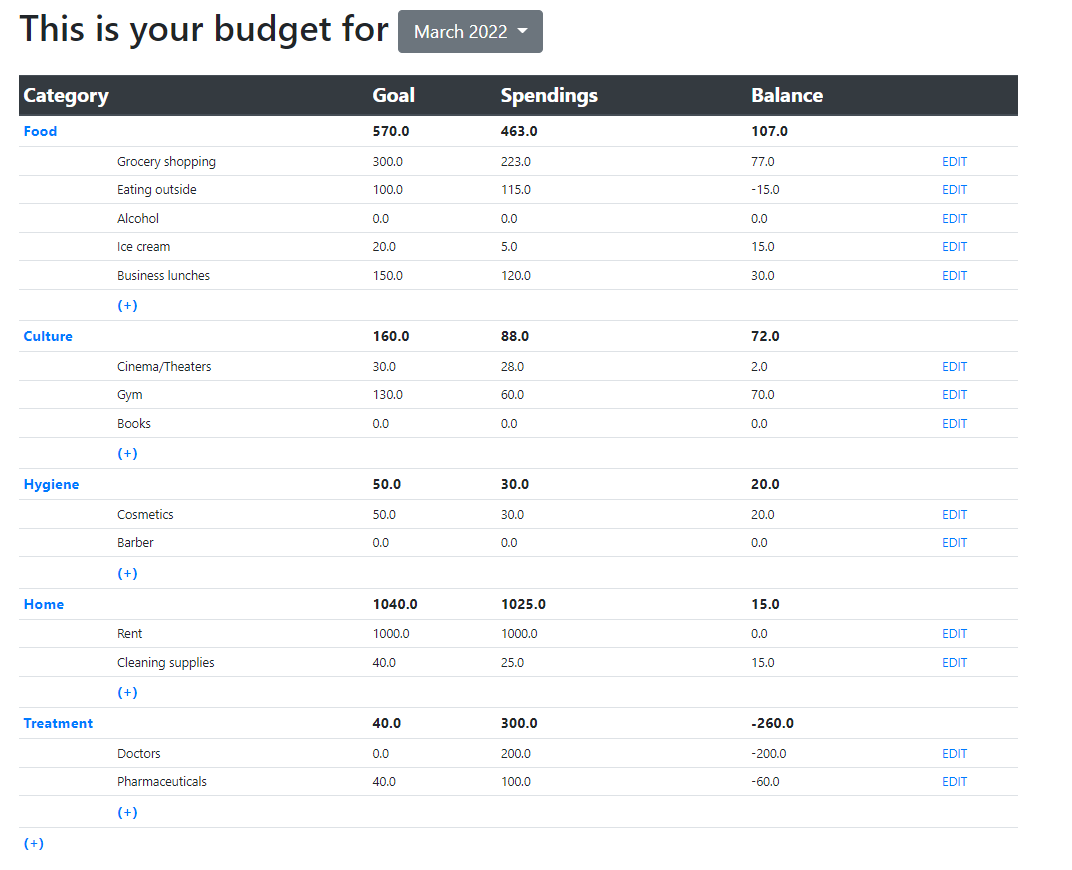 This is your budget for March 2022
Category Goal Spendings Balance
Food 570.0 463.0 107.0
Grocery shopping 300.0 223.0 77.0 EDIT
Eating outside 100.0 115.0 -15.0 EDIT
Alcohol 0.0 0.0 0.0 EDIT
Ice cream 20.0 5.0 15.0 EDIT
Business lunches 150.0 120.0 30.0 EDIT
(+)
Culture 160.0 88.0 72.0
Cinema/Theaters 30.0 28.0 2.0 EDIT
Gym 130.0 60.0 70.0 EDIT
Books 0.0 0.0 0.0 EDIT
(+)
Hygiene 50.0 30.0 20.0
Cosmetics 50.0 30.0 20.0 EDIT
Barber 0.0 0.0 0.0 EDIT
(+)
Home 1040.0 1025.0 15.0
Rent 1000.0 1000.0 0.0 EDIT
Cleaning supplies 40.0 25.0 15.0 EDIT
(+)
Treatment 40.0 300.0 -260.0
Doctors 0.0 200.0 -200.0 EDIT
Pharmaceuticals 40.0 100.0 -60.0 EDIT
(+)
(+)